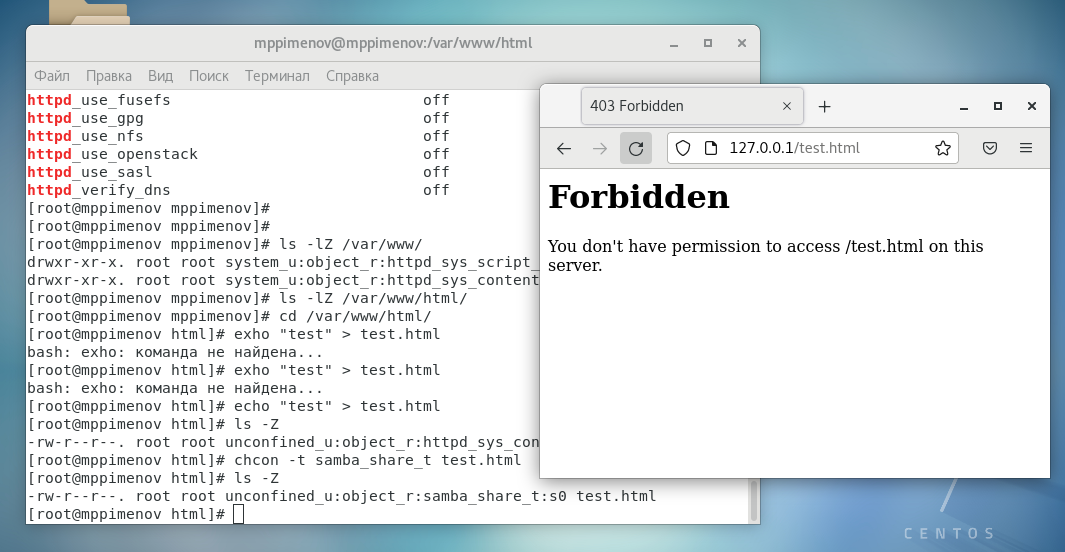 mppimenov@mppimenov:/var/www/html
Файл Правка Вид Поиск Терминал Справка
httpd_use_fusefs off
httpd_use_gpg off
httpd_use_nfs off
httpd_use_openstack off
httpd_use_sasl off
httpd_verify_dns off
[root@mppimenov mppimenov]#
[root@mppimenov mppimenov]#
[root@mppimenov mppimenov]# ls -lZ /var/www/
drwxr-xr-x. root root system_u:object_r:httpd_sys_script_
drwxr-xr-x. root root system_u:object_r:httpd_sys_content
[root@mppimenov mppimenov]# ls -lZ /var/www/html/
[root@mppimenov mppimenov]# cd /var/www/html/
[root@mppimenov html]# exho "test" > test.html
bash: exho: команда не найдена...
[root@mppimenov html]# exho "test" > test.html
bash: exho: команда не найдена...
[root@mppimenov html]# echo "test" > test.html
[root@mppimenov html]# ls -Z
-rw-r--r--. root root unconfined_u:object_r:httpd_sys_con
[root@mppimenov html]# chcon -t samba_share_t test.html
[root@mppimenov html]# ls -Z
-rw-r--r--. root root unconfined_u:object_r:samba_share_t:s0 test.html
[root@mppimenov html]#
403 Forbidden
127.0.0.1/test.html
Forbidden
You don't have permission to access /test.html on this
server.
CENTOS